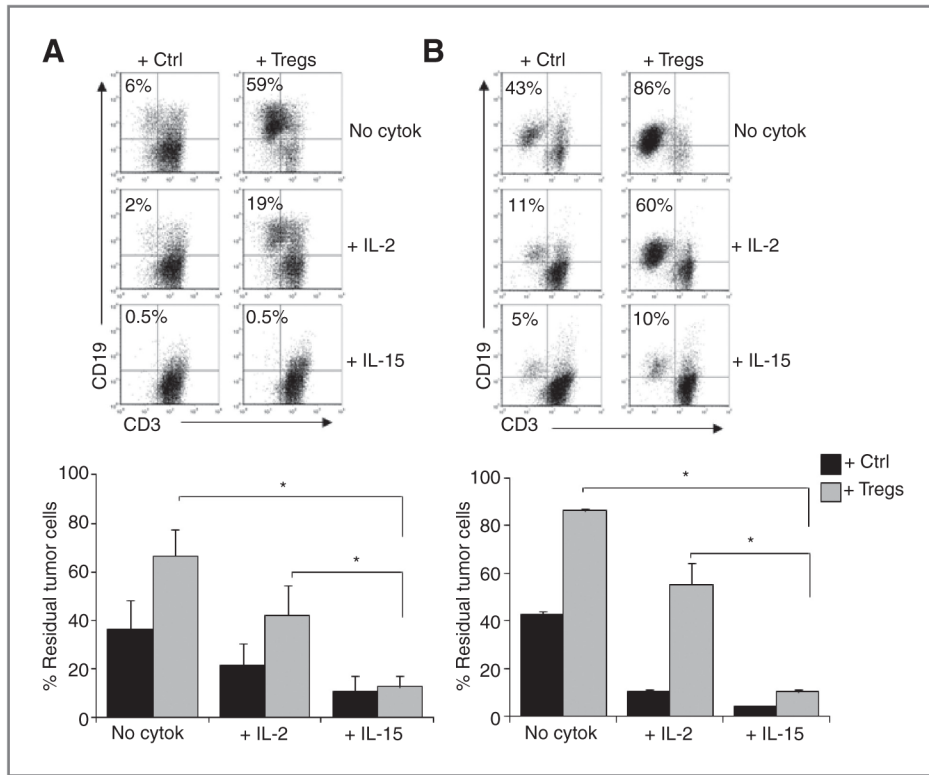 A
+ Ctrl + Tregs
6% 59%
No cytok
2% 19%
+ IL-2
0.5% 0.5%
+ IL-15
CD19
CD3
B
+ Ctrl + Tregs
43% 86%
No cytok
11% 60%
+ IL-2
5% 10%
+ IL-15
CD19
CD3
% Residual tumor cells
100
80
60
40
20
0
*
*
No cytok + IL-2 + IL-15
% Residual tumor cells
100
80
60
40
20
0
*
*
No cytok + IL-2 + IL-15
+ Ctrl
+ Tregs